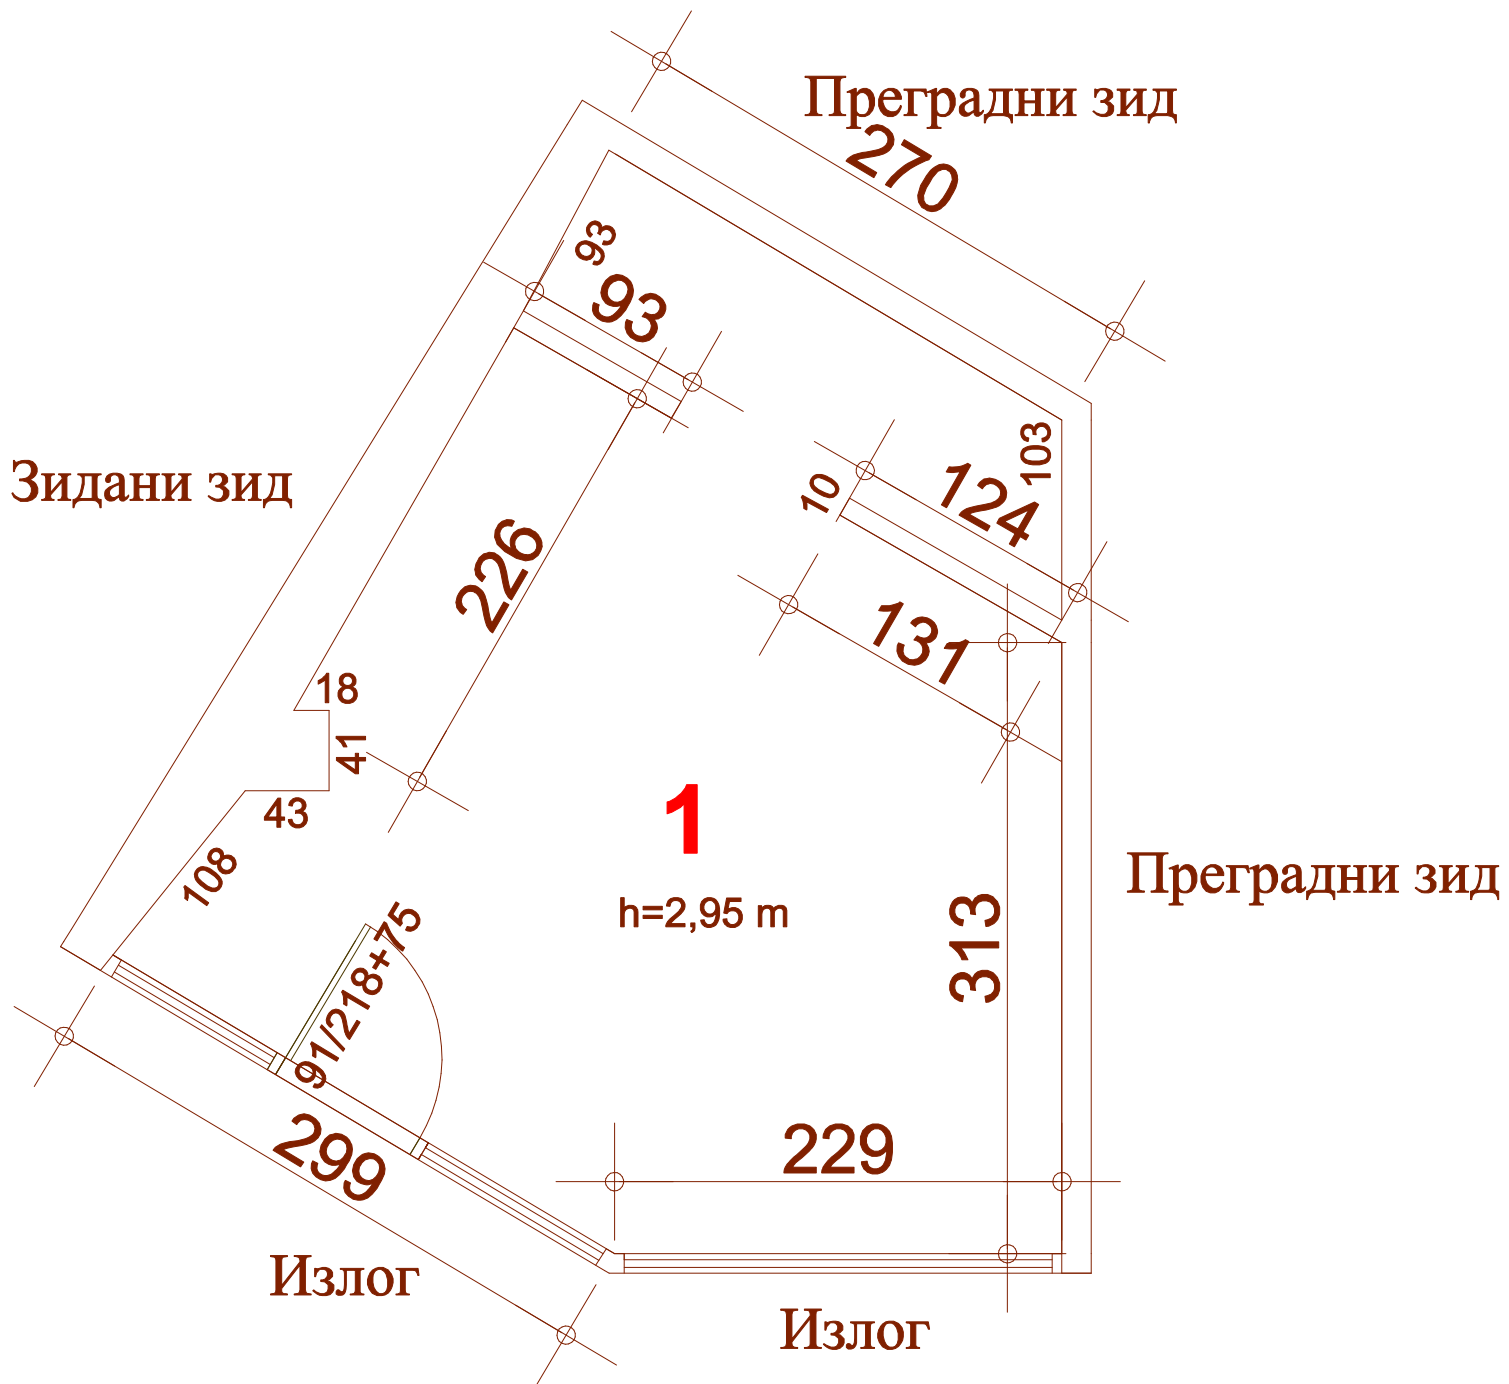 Преградни зид
270
93
93
103
124
10
Зидани зид
226
131
18
41
43
108
1
h=2,95 m
Преградни зид
313
91/218+75
299
229
Излог
Излог